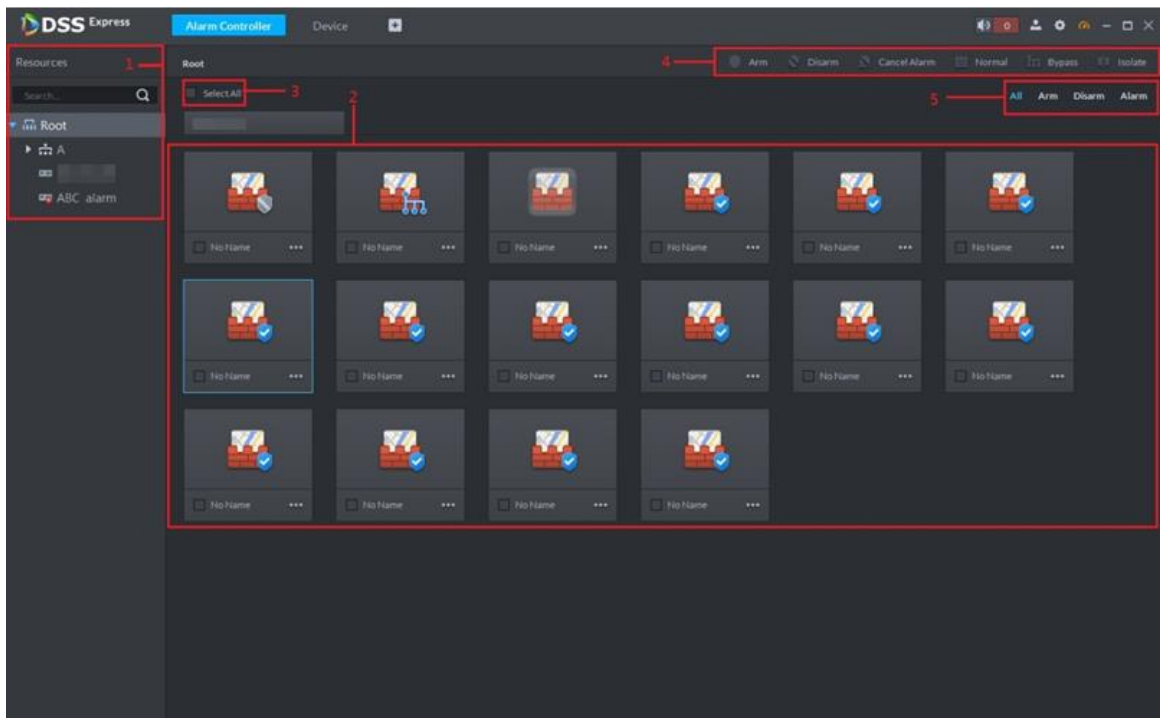 DSS Express Alarm Controller Device 0
Resources 1 Root 4 Arm Disarm Cancel Alarm Normal Bypass Isolate
Search... Select All 3 2 5 All Arm Disarm Alarm
Root
A
ABC alarm
No Name ••• No Name ••• No Name ••• No Name ••• No Name ••• No Name •••
No Name ••• No Name ••• No Name ••• No Name ••• No Name ••• No Name •••
No Name ••• No Name ••• No Name ••• No Name •••